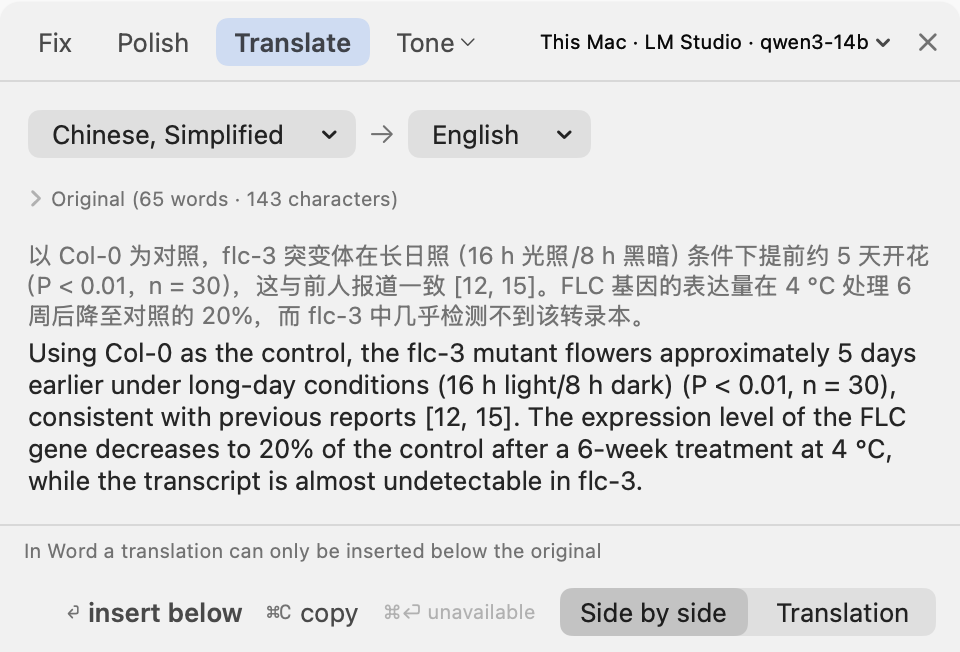 Fix Polish Translate Tone This Mac · LM Studio · qwen3-14b
Chinese, Simplified → English
Original (65 words · 143 characters)
以 Col-0 为对照，flc-3 突变体在长日照 (16 h 光照/8 h 黑暗) 条件下提前约 5 天开花
(P < 0.01，n = 30)，这与前人报道一致 [12, 15]。FLC 基因的表达量在 4 °C 处理 6
周后降至对照的 20%，而 flc-3 中几乎检测不到该转录本。
Using Col-0 as the control, the flc-3 mutant flowers approximately 5 days
earlier under long-day conditions (16 h light/8 h dark) (P < 0.01, n = 30),
consistent with previous reports [12, 15]. The expression level of the FLC
gene decreases to 20% of the control after a 6-week treatment at 4 °C,
while the transcript is almost undetectable in flc-3.
In Word a translation can only be inserted below the original
⏎ insert below ⌘C copy ⌘⏎ unavailable Side by side Translation